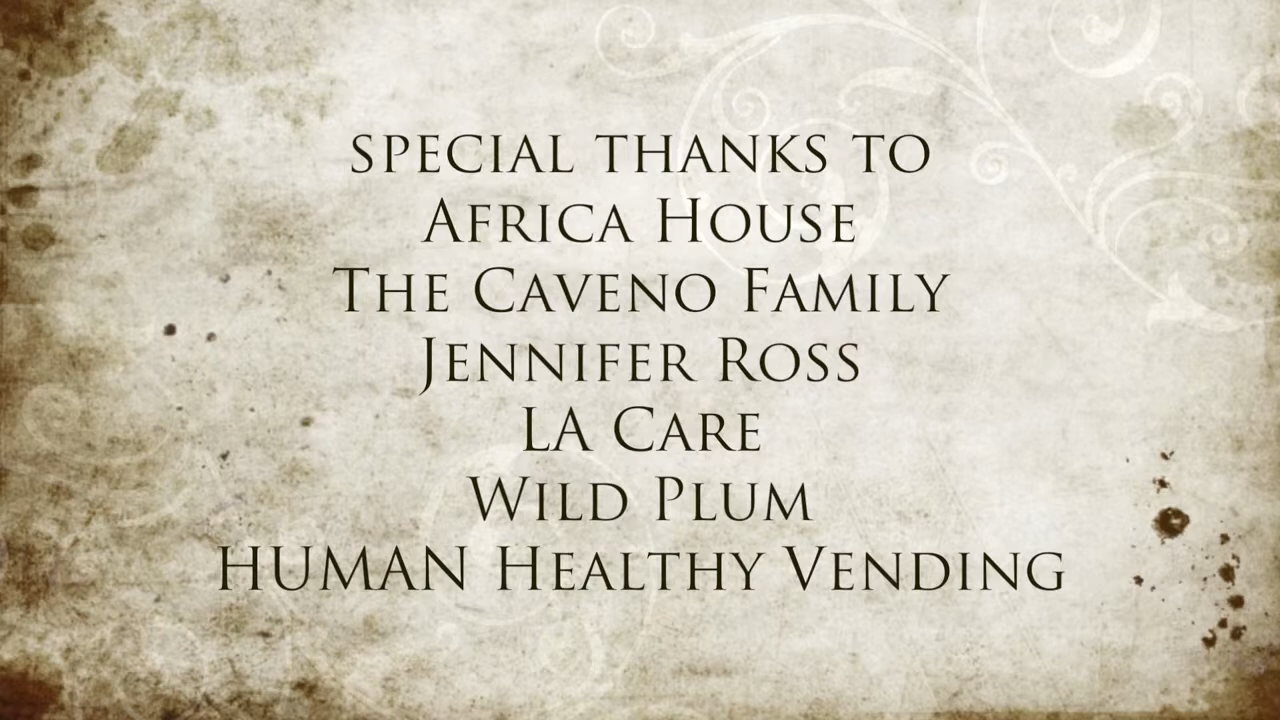 SPECIAL THANKS TO
AFRICA HOUSE
THE CAVENO FAMILY
JENNIFER ROSS
LA CARE
WILD PLUM
HUMAN HEALTHY VENDING